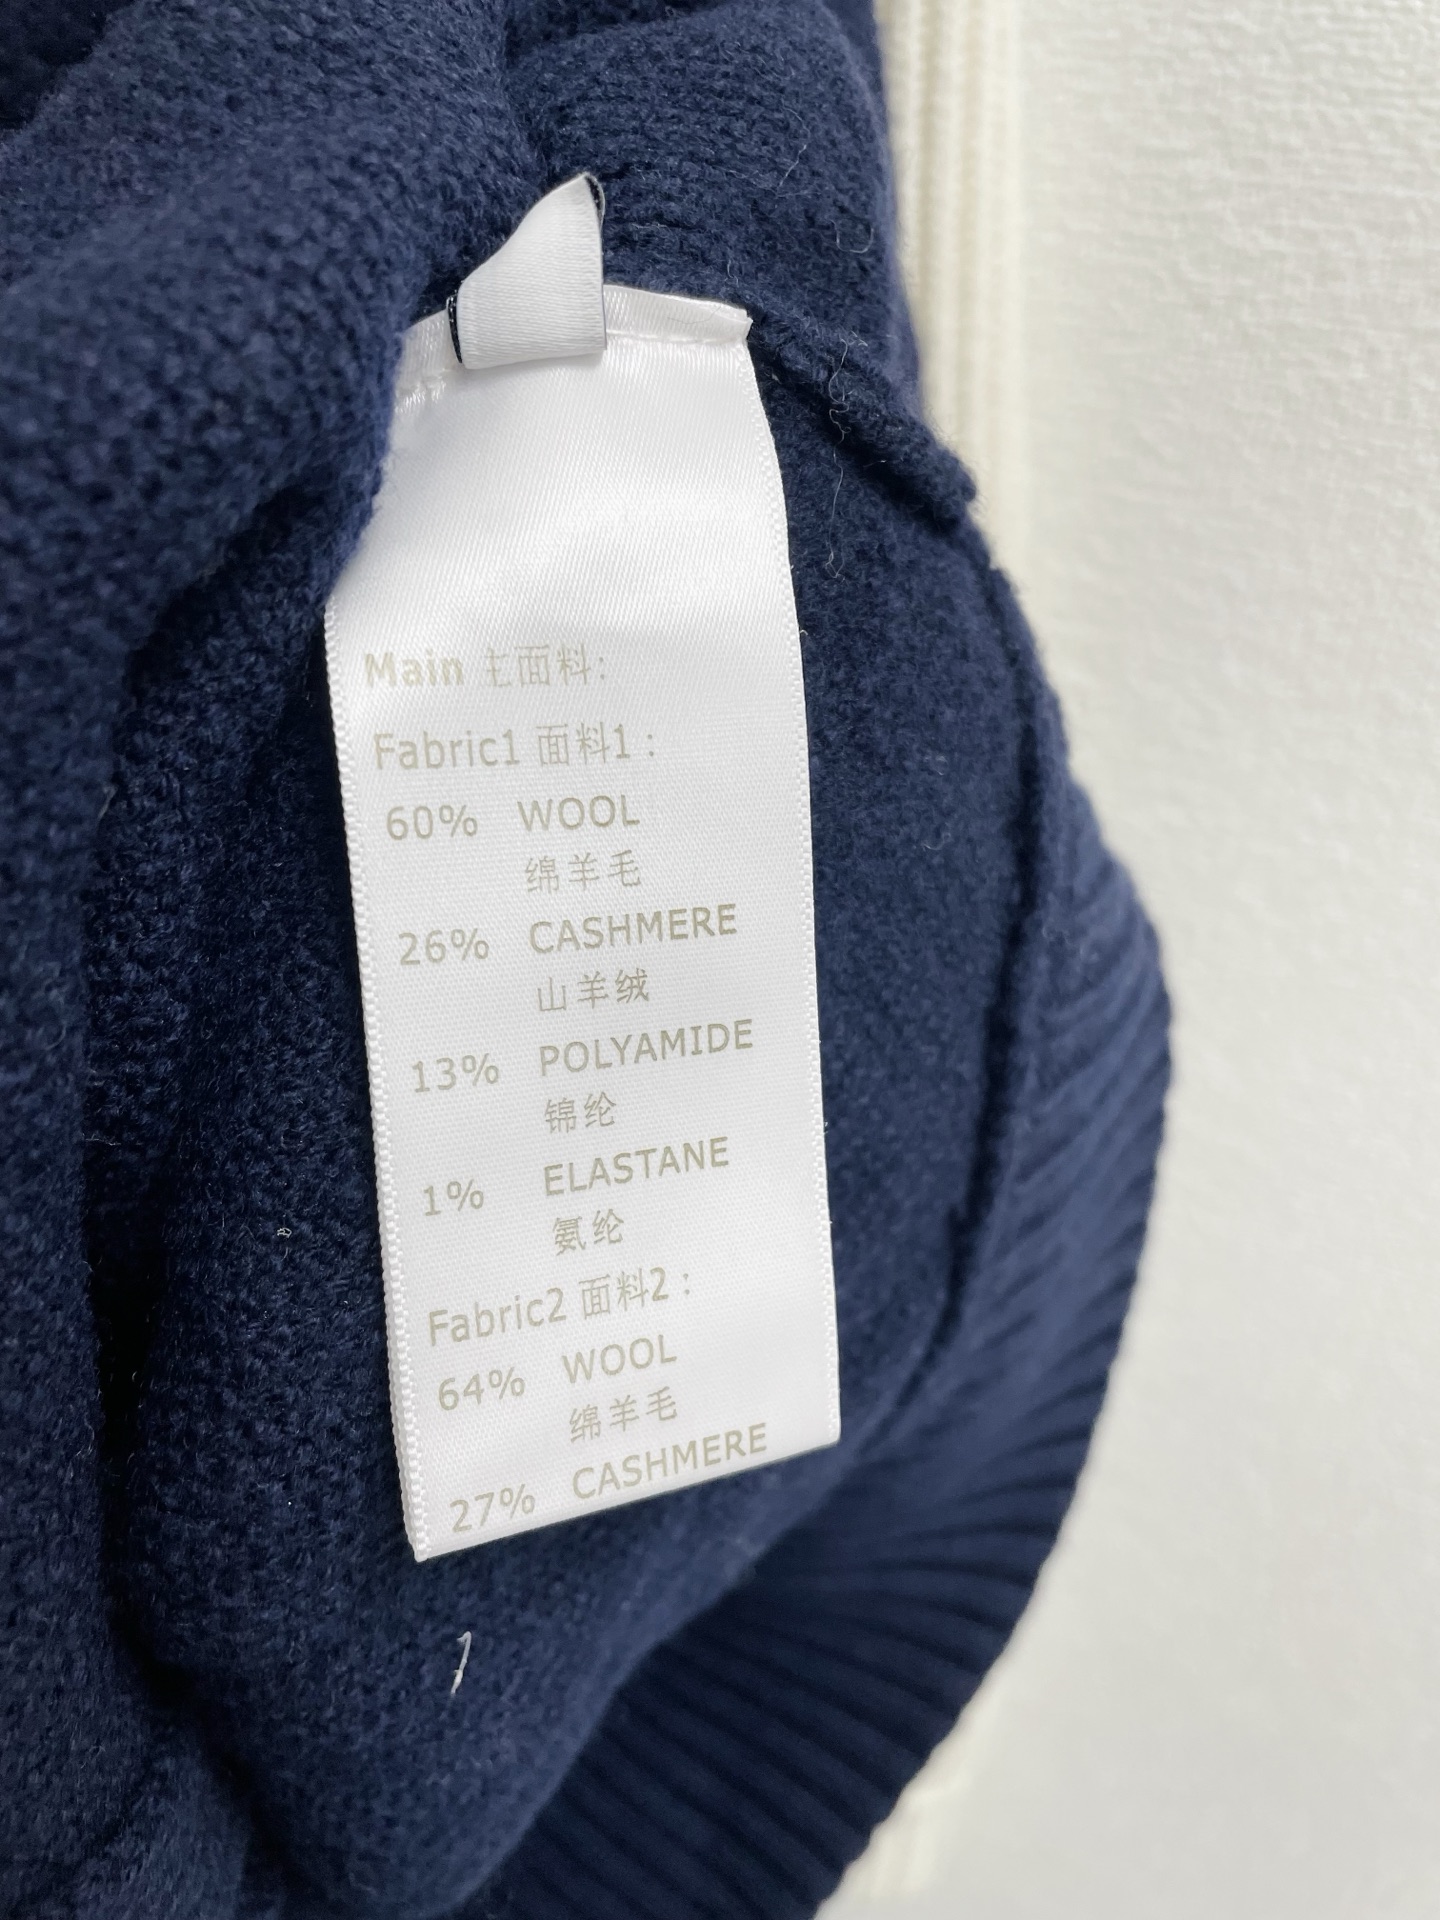 Main 主面料:
Fabric1 面料1 :
60% WOOL
绵羊毛
26% CASHMERE
山羊绒
13% POLYAMIDE
锦纶
1% ELASTANE
氨纶
Fabric2 面料2 :
64% WOOL
绵羊毛
27% CASHMERE